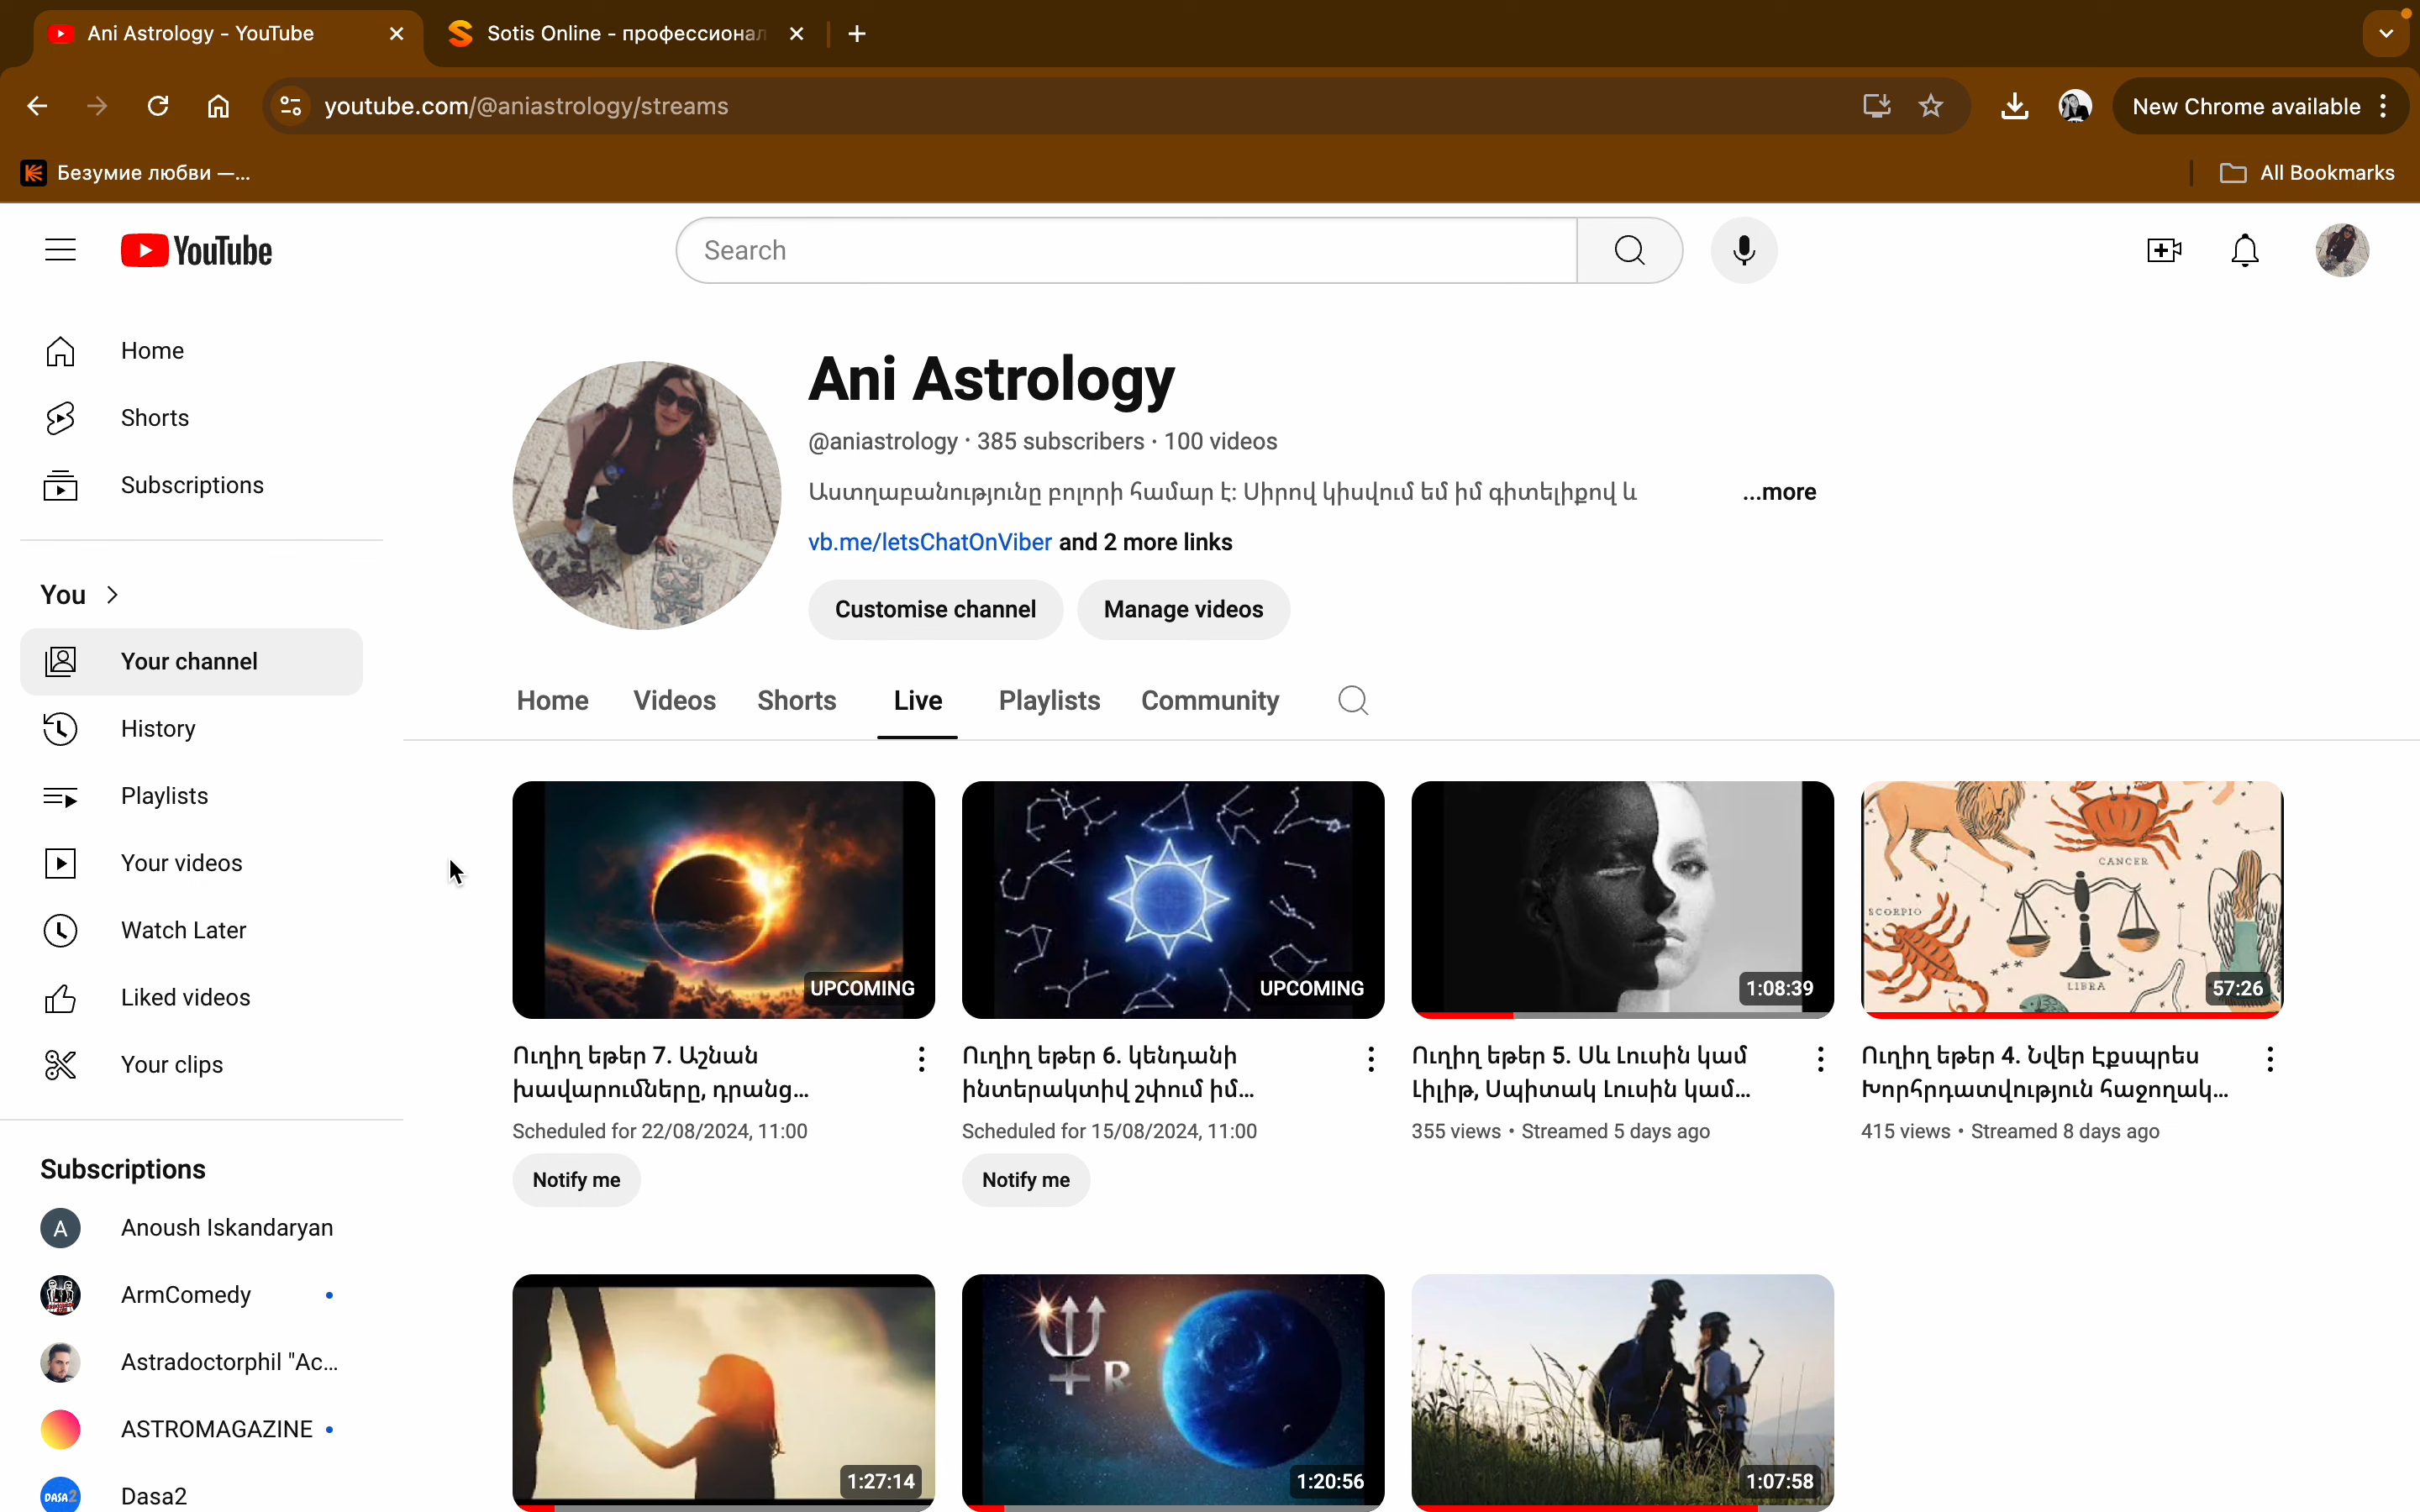 Ani Astrology - YouTube
Sotis Online - профессионал
youtube.com/@aniastrology/streams
New Chrome available
Безумие любви —...
All Bookmarks
YouTube
Search
Home
Shorts
Subscriptions
You
Your channel
History
Playlists
Your videos
Watch Later
Liked videos
Your clips
Subscriptions
A
Anoush Iskandaryan
ArmComedy
Astradoctorphil "Ac...
ASTROMAGAZINE
DASA2
Dasa2
Ani Astrology
@aniastrology · 385 subscribers · 100 videos
Աստղաբանությունը բոլորի համար է: Սիրով կիսվում եմ իմ գիտելիքով և
...more
vb.me/letsChatOnViber and 2 more links
Customise channel
Manage videos
Home Videos Shorts Live Playlists Community
UPCOMING
Ուղիղ եթեր 7. Աշնան
խավարումները, դրանց...
Scheduled for 22/08/2024, 11:00
Notify me
UPCOMING
Ուղիղ եթեր 6. կենդանի
ինտերակտիվ շփում իմ...
Scheduled for 15/08/2024, 11:00
Notify me
1:08:39
Ուղիղ եթեր 5. Սև Լուսին կամ
Լիլիթ, Սպիտակ Լուսին կամ...
355 views • Streamed 5 days ago
CANCER
SCORPIO
LIBRA
57:26
Ուղիղ եթեր 4. Նվեր Էքսպրես
Խորհրդատվություն հաջողակ...
415 views • Streamed 8 days ago
1:27:14
R
1:20:56
1:07:58